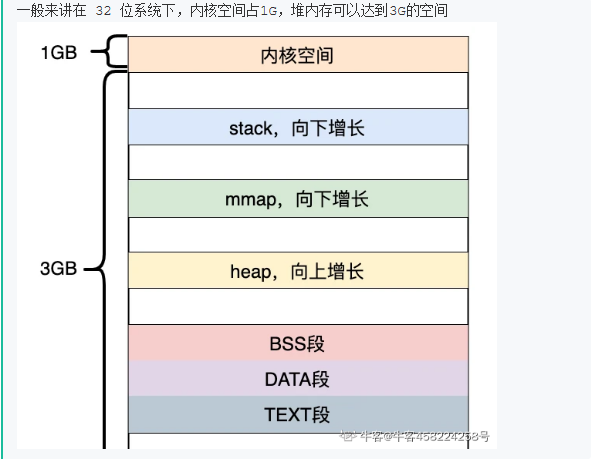 一般来讲在 32 位系统下，内核空间占1G，堆内存可以达到3G的空间
1GB
内核空间
stack，向下增长
mmap，向下增长
3GB
heap，向上增长
BSS段
DATA段
TEXT段
牛客@牛客468224258号